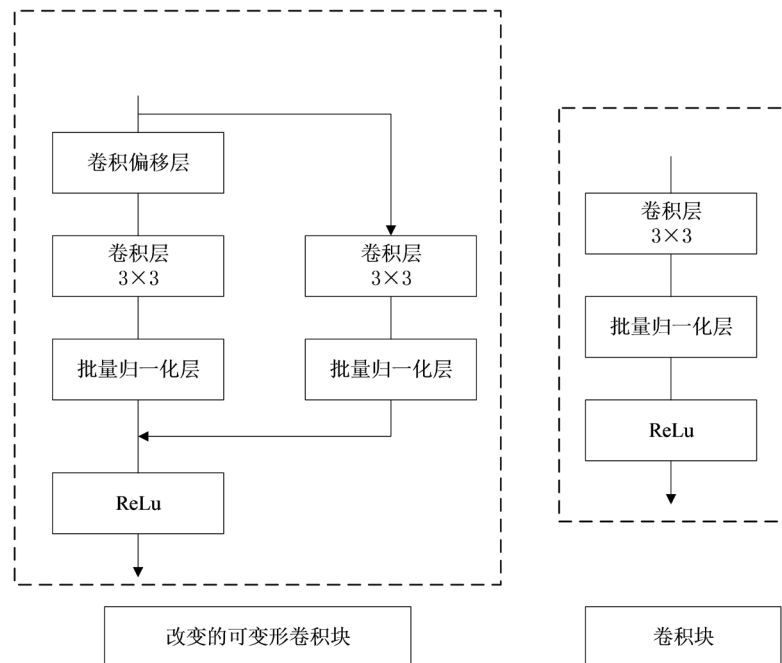 卷积偏移层
卷积层
3×3
批量归一化层
卷积层
3×3
批量归一化层
ReLu
改变的可变形卷积块
卷积层
3×3
批量归一化层
ReLu
卷积块